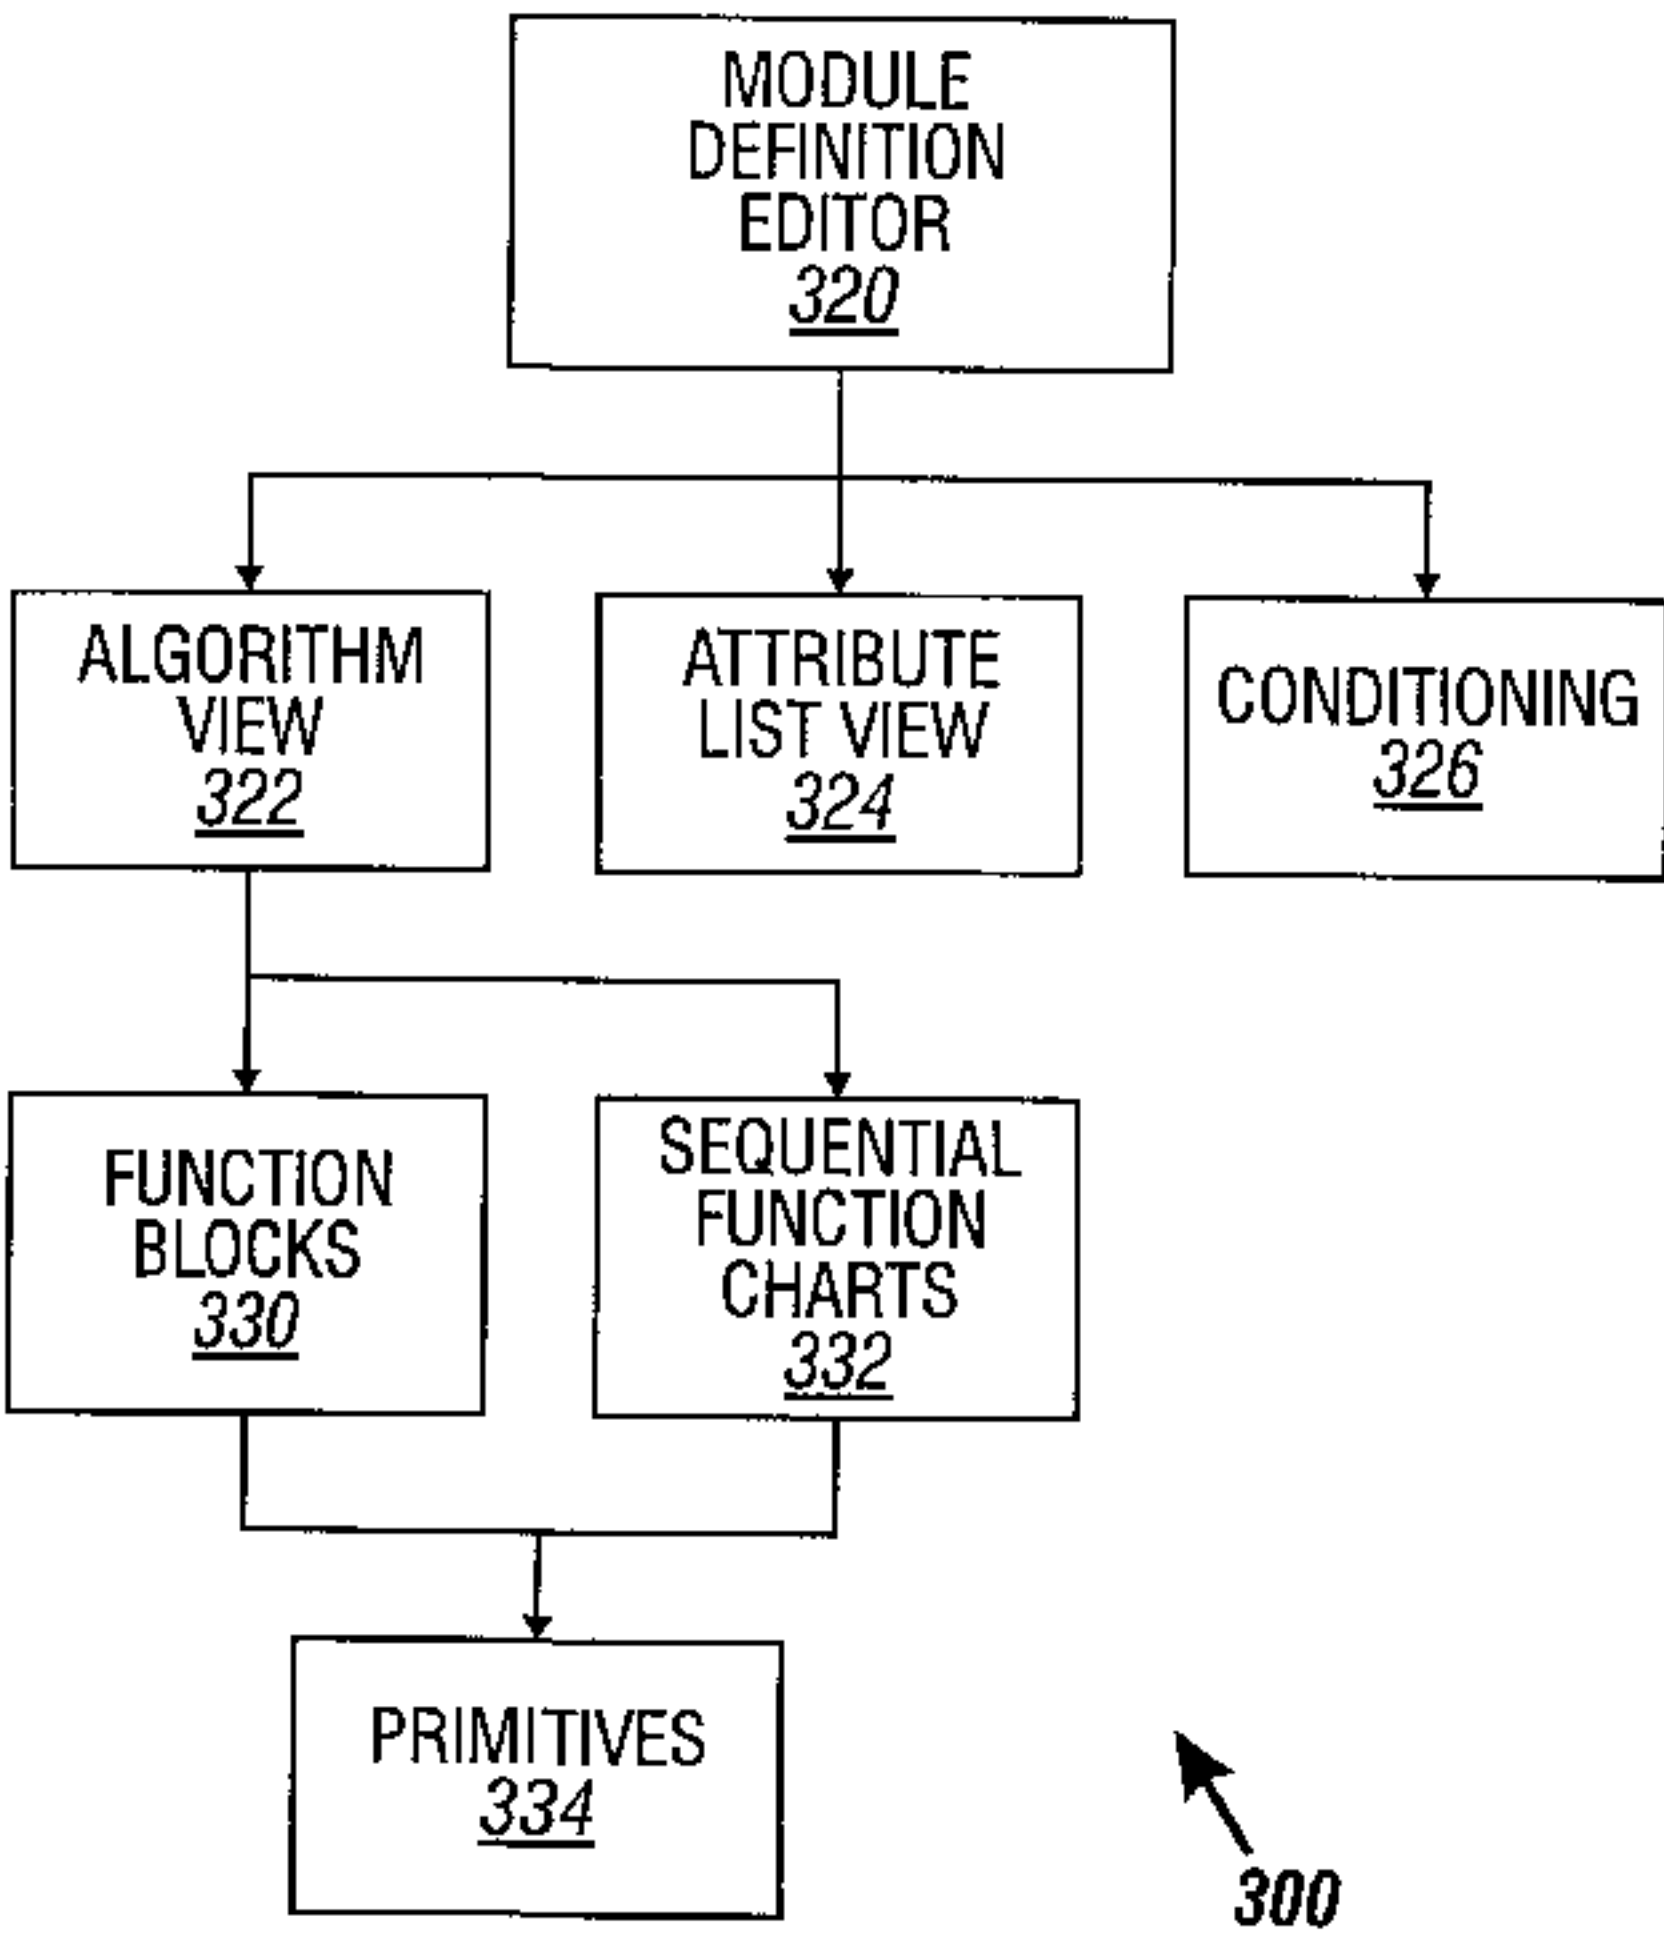 MODULE
DEFINITION
EDITOR
320
ALGORITHM
VIEW
322
ATTRIBUTE
LIST VIEW
324
CONDITIONING
326
FUNCTION
BLOCKS
330
SEQUENTIAL
FUNCTION
CHARTS
332
PRIMITIVES
334
300